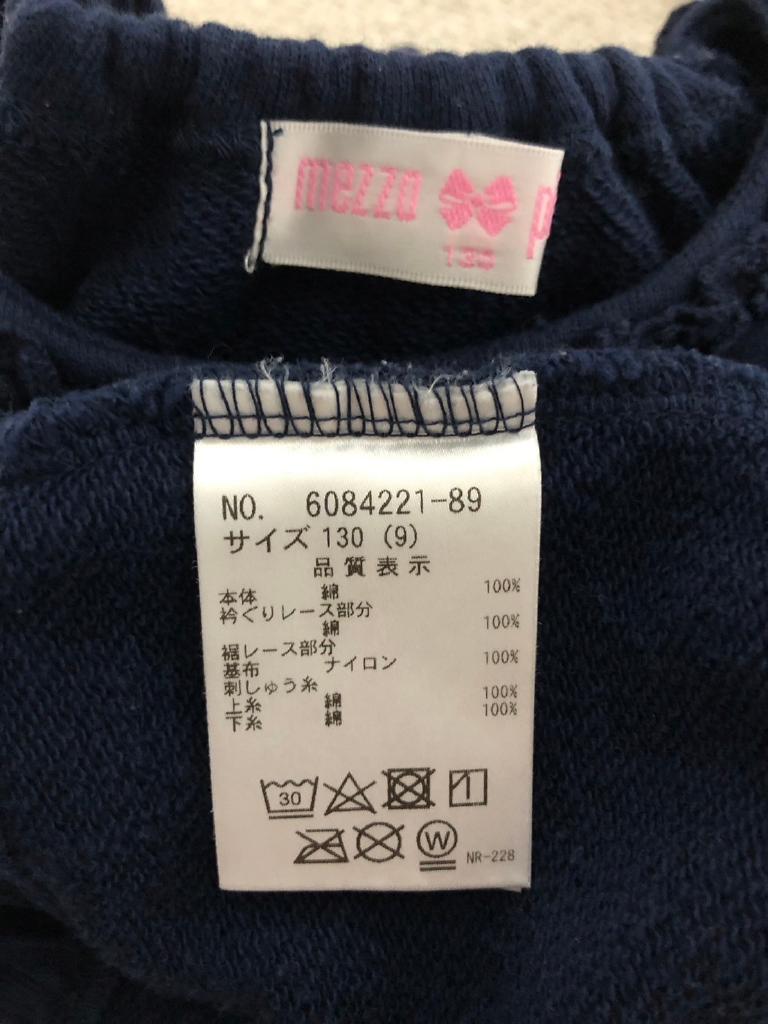 mezzo p
130
NO. 6084221-89
サイズ 130 (9)
品質表示
本体 綿 100%
衿ぐりレース部分
綿 100%
裾レース部分
基布 ナイロン 100%
刺しゅう糸
上糸 綿 100%
下糸 綿 100%
30
W
NR-228